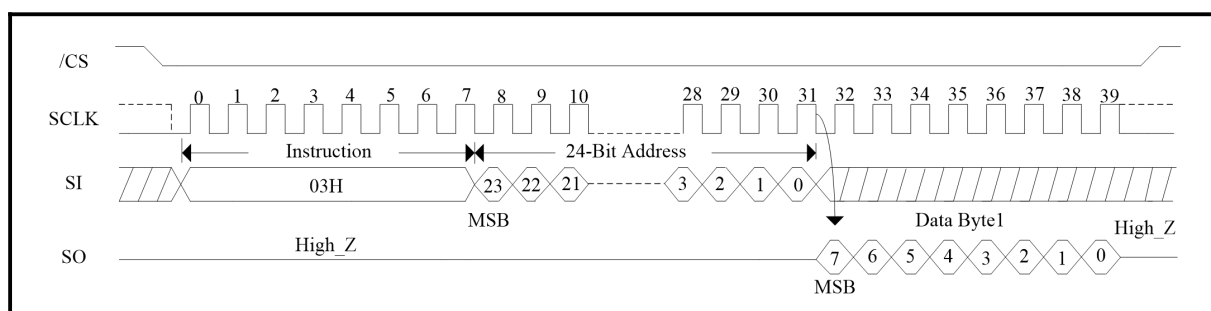 /CS
0 1 2 3 4 5 6 7 8 9 10 28 29 30 31 32 33 34 35 36 37 38 39
SCLK
Instruction 24-Bit Address
SI 03H 23 22 21 3 2 1 0
MSB Data Byte1
High_Z High_Z
SO 7 6 5 4 3 2 1 0
MSB